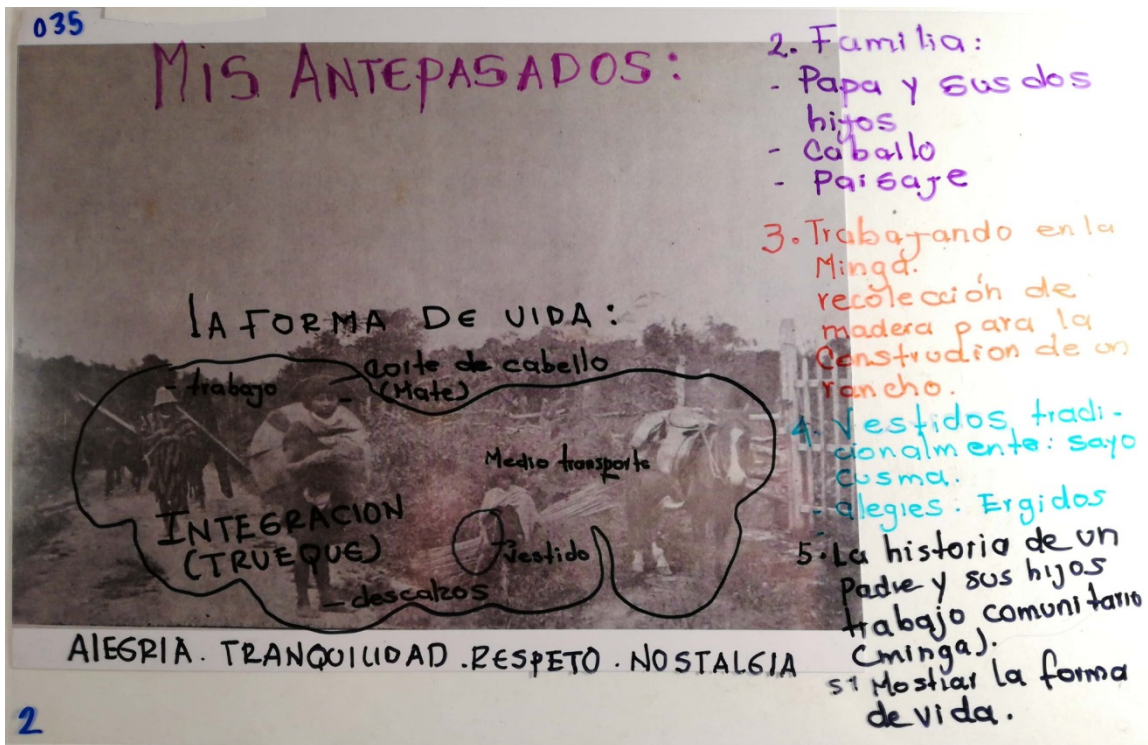 035
MIS ANTEPASADOS:
LA FORMA DE VIDA:
- trabajo
corte de cabello
(Mate)
Medio transporte
INTEGRACION
(TRUEQUE)
vestido
- descalzos
ALEGRIA. TRANQUILIDAD. RESPETO. NOSTALGIA
2
2. Familia:
- Papa y sus dos
hijos
- Caballo
- Paisaje
3. Trabajando en la
Minga.
recolección de
madera para la
Construcion de un
rancho.
4. Vestidos tradi-
cionalmente: sayo
cusma.
- alegres. Ergidos
5. La historia de un
Padre y sus hijos
trabajo comunitario
(minga).
Mostrar la forma
de vida.